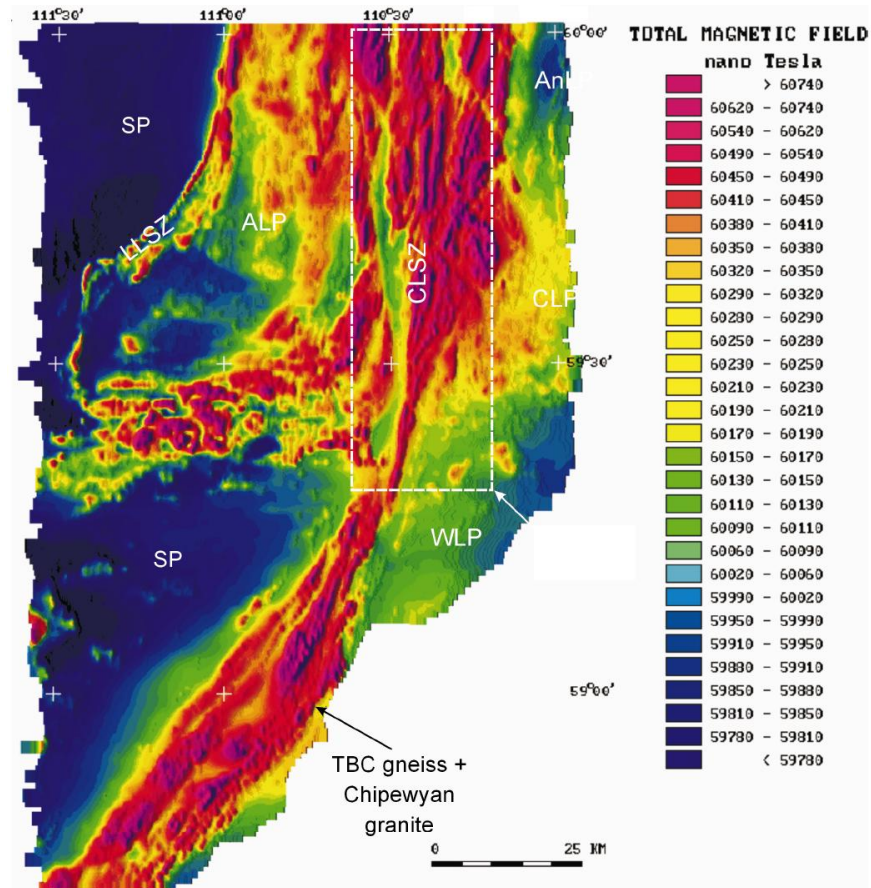 111°30'
111°00'
110°30'
60°00'
TOTAL MAGNETIC FIELD
nano Tesla
> 60740
60620 - 60740
60540 - 60620
60490 - 60540
60450 - 60490
60410 - 60450
60380 - 60410
60350 - 60380
60320 - 60350
60290 - 60320
60280 - 60290
60250 - 60280
60230 - 60250
60210 - 60230
60190 - 60210
60170 - 60190
60150 - 60170
60130 - 60150
60110 - 60130
60090 - 60110
60060 - 60090
60020 - 60060
59990 - 60020
59950 - 59990
59910 - 59950
59880 - 59910
59850 - 59880
59810 - 59850
59780 - 59810
< 59780
AnLP
SP
LLSZ
ALP
CLSZ
CLP
59°30'
SP
WLP
59°00'
TBC gneiss +
Chipewyan
granite
0 25 KM